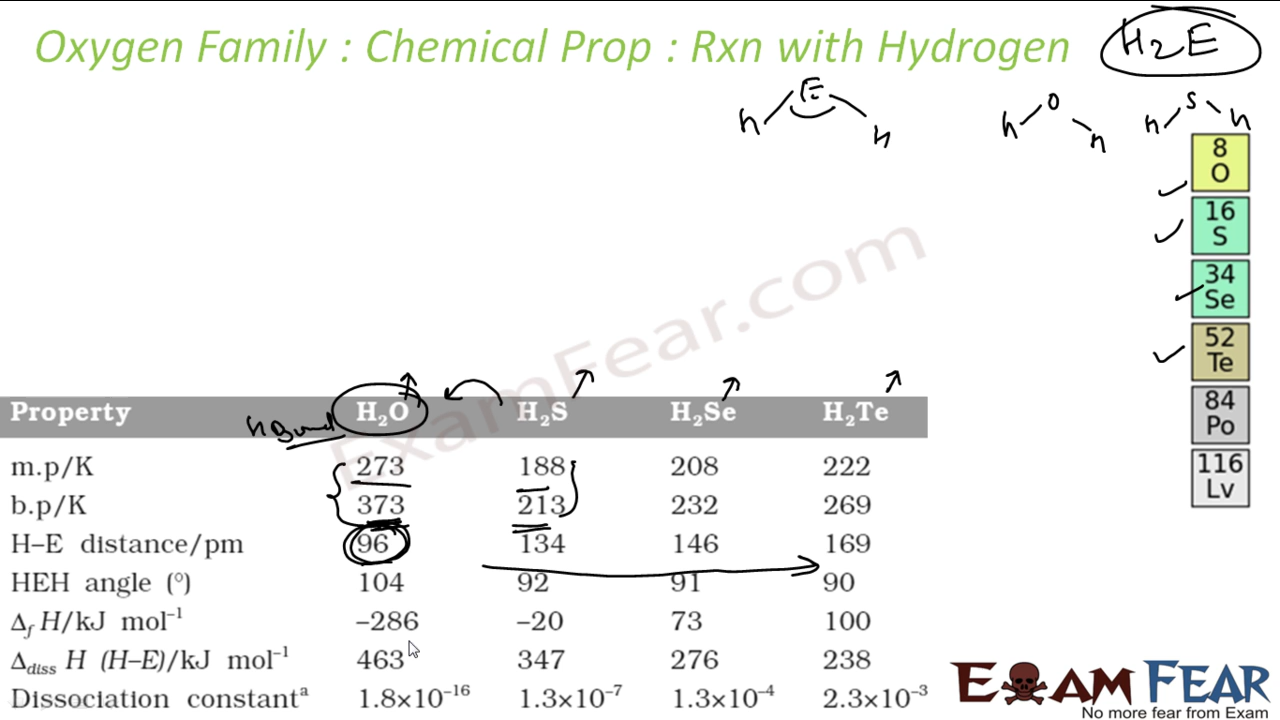 Oxygen Family : Chemical Prop : Rxn with Hydrogen
H2E
E
H H
O
H H
S
H H
8
O
16
S
34
Se
52
Te
84
Po
116
Lv
ExamFear.com
H Bond
Property H₂O H₂S H₂Se H₂Te
m.p/K 273 188 208 222
b.p/K 373 213 232 269
H–E distance/pm 96 134 146 169
HEH angle (°) 104 92 91 90
Δf H/kJ mol⁻¹ –286 –20 73 100
Δdiss H (H–E)/kJ mol⁻¹ 463 347 276 238
Dissociation constantᵃ 1.8×10⁻¹⁶ 1.3×10⁻⁷ 1.3×10⁻⁴ 2.3×10⁻³
EXAM FEAR
No more fear from Exam